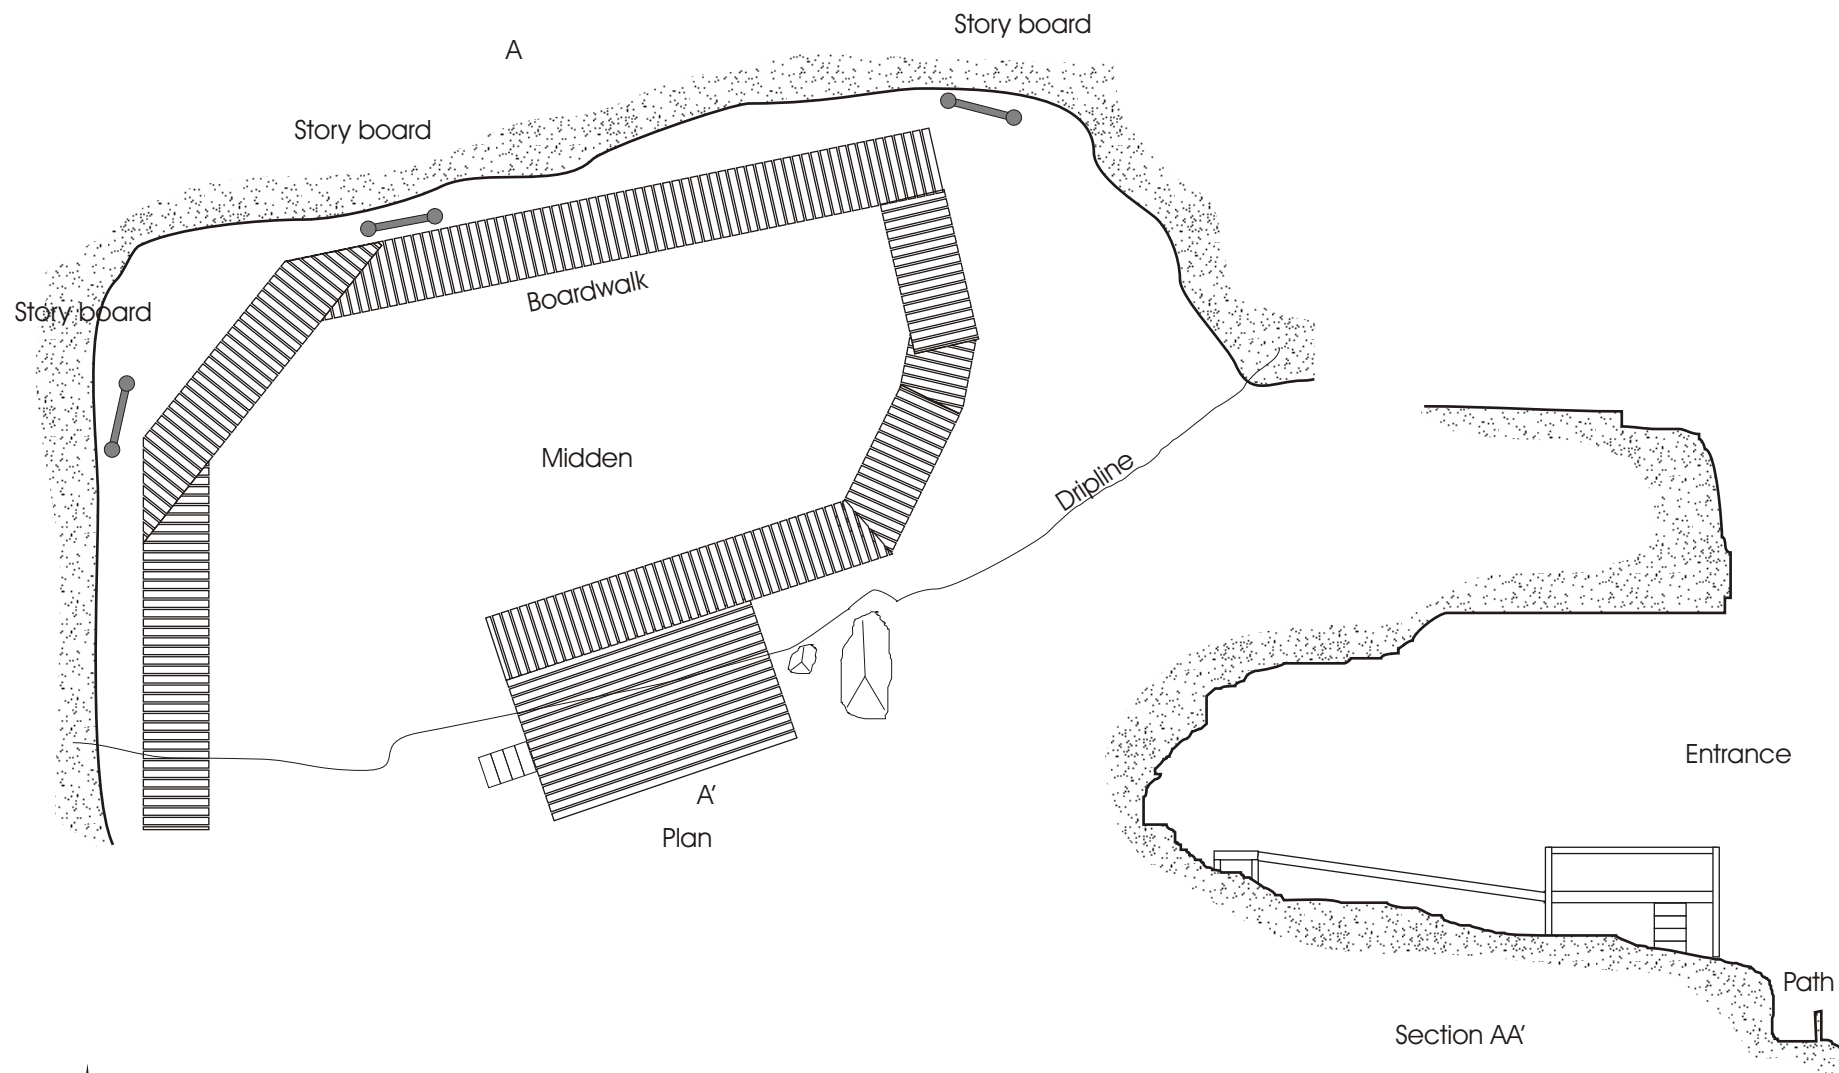 Story board
A
Story board
Story board
Boardwalk
Midden
Dripline
Entrance
A'
Plan
Path
Section AA'